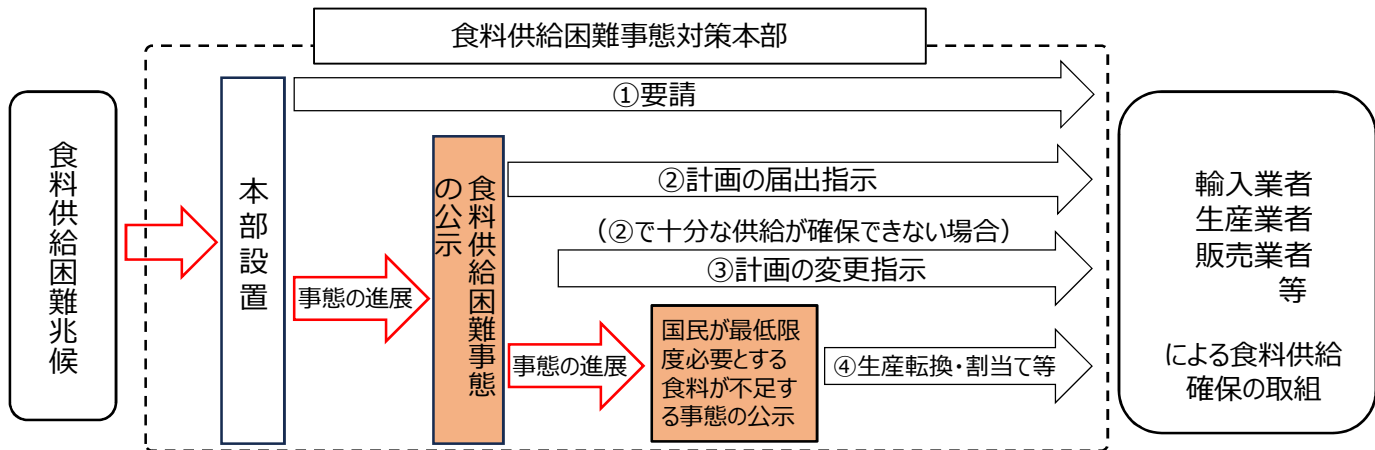 食料供給困難事態対策本部
①要請
食料供給困難兆候
本部設置
事態の進展
食料供給困難事態
の公示
②計画の届出指示
（②で十分な供給が確保できない場合）
③計画の変更指示
事態の進展
国民が最低限
度必要とする
食料が不足す
る事態の公示
④生産転換・割当て等
輸入業者
生産業者
販売業者
等
による食料供給
確保の取組